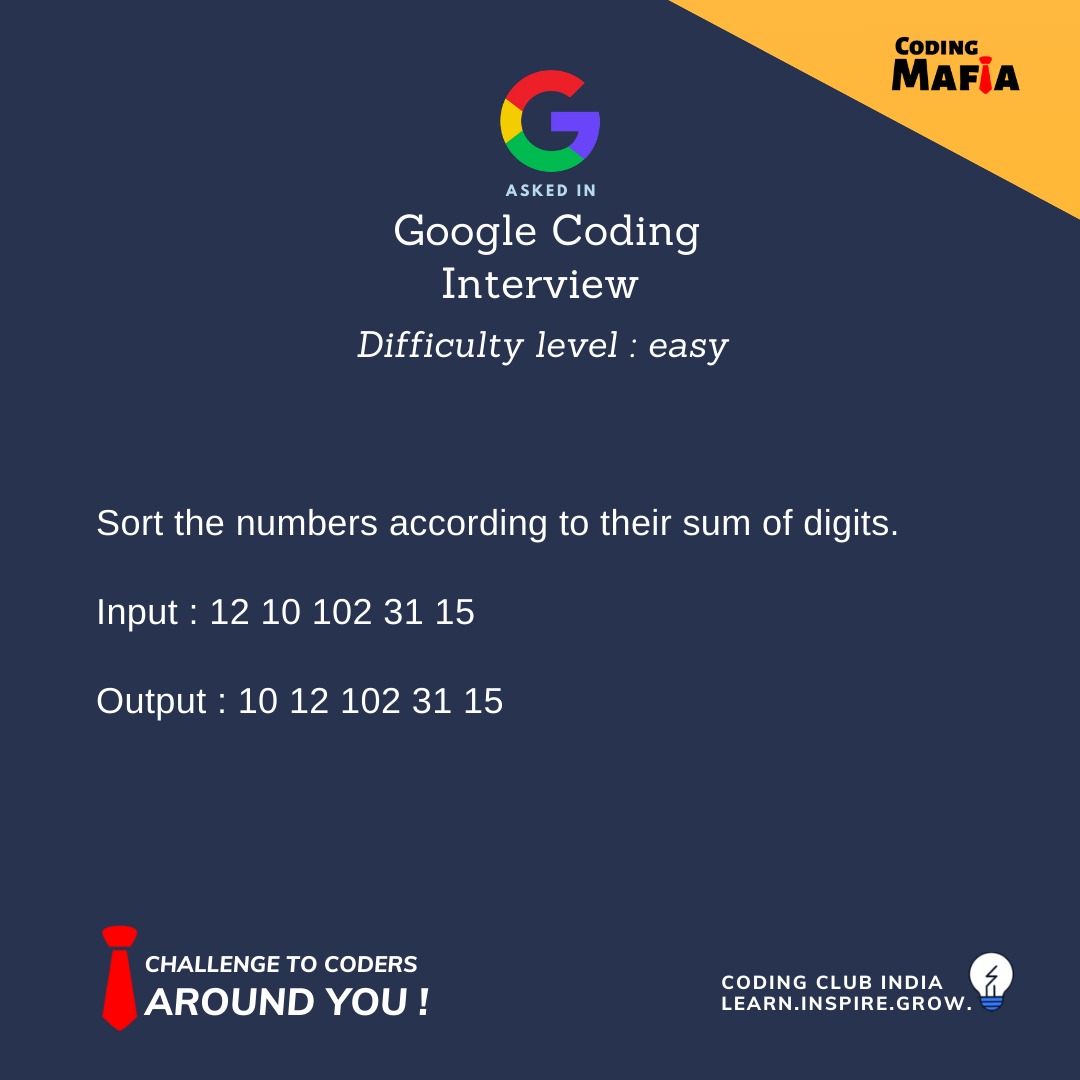 CODING
MAFIA
ASKED IN
Google Coding
Interview
Difficulty level : easy
Sort the numbers according to their sum of digits.
Input : 12 10 102 31 15
Output : 10 12 102 31 15
CHALLENGE TO CODERS
AROUND YOU !
CODING CLUB INDIA
LEARN.INSPIRE.GROW.